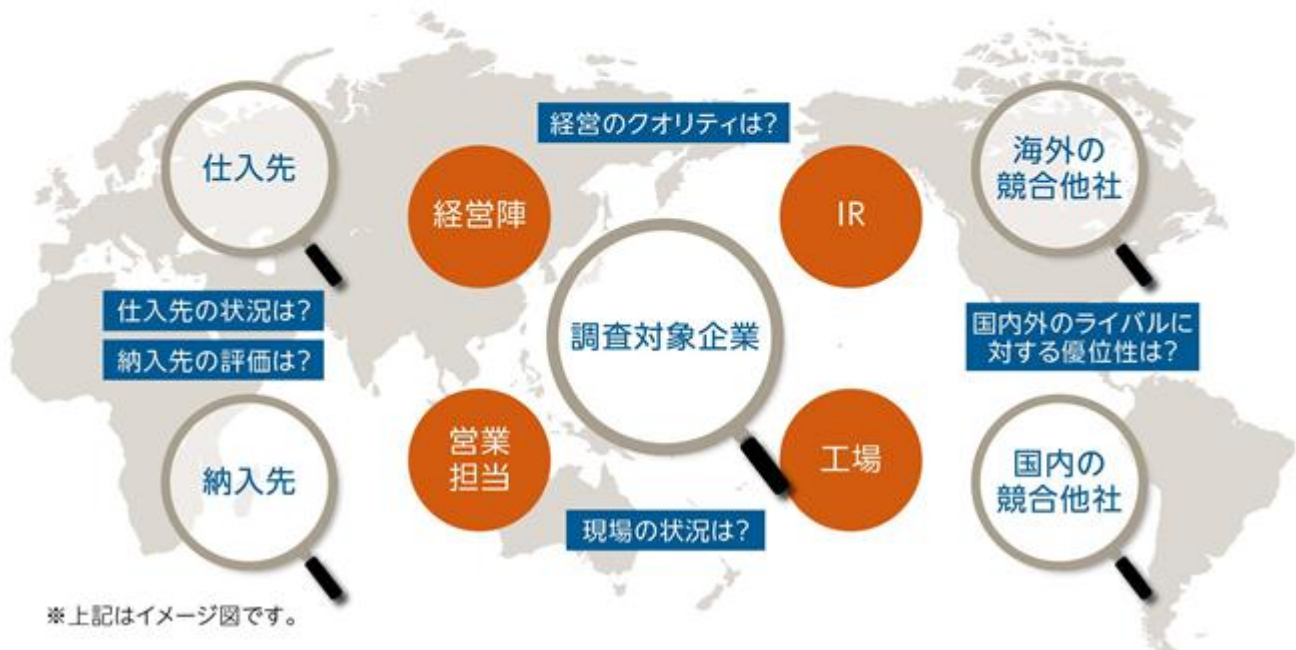 経営のクオリティは?
仕入先
経営陣
IR
海外の
競合他社
仕入先の状況は?
納入先の評価は?
調査対象企業
国内外のライバルに
対する優位性は?
納入先
営業
担当
工場
国内の
競合他社
現場の状況は?
※上記はイメージ図です。